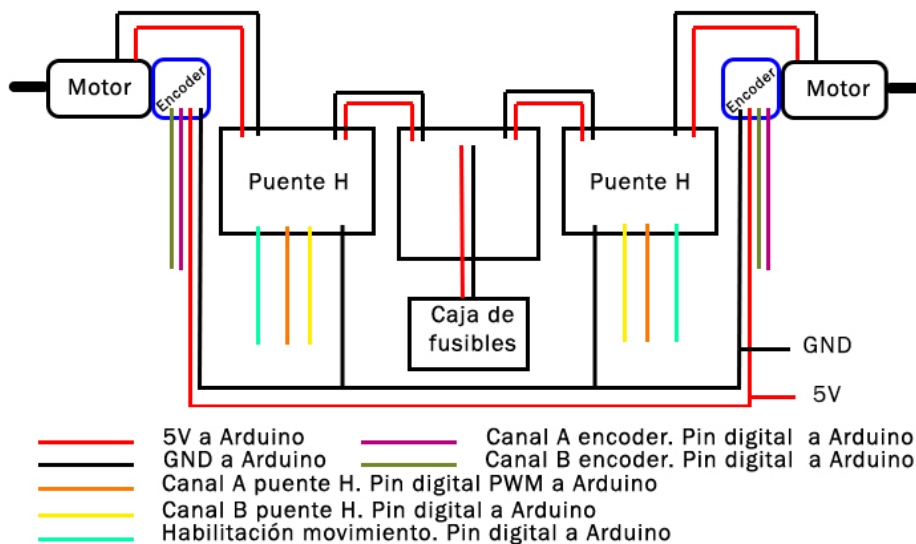 Motor
Encoder
Encoder
Motor
Puente H
Puente H
Caja de
fusibles
GND
5V
5V a Arduino
Canal A encoder. Pin digital a Arduino
GND a Arduino
Canal B encoder. Pin digital a Arduino
Canal A puente H. Pin digital PWM a Arduino
Canal B puente H. Pin digital a Arduino
Habilitación movimiento. Pin digital a Arduino